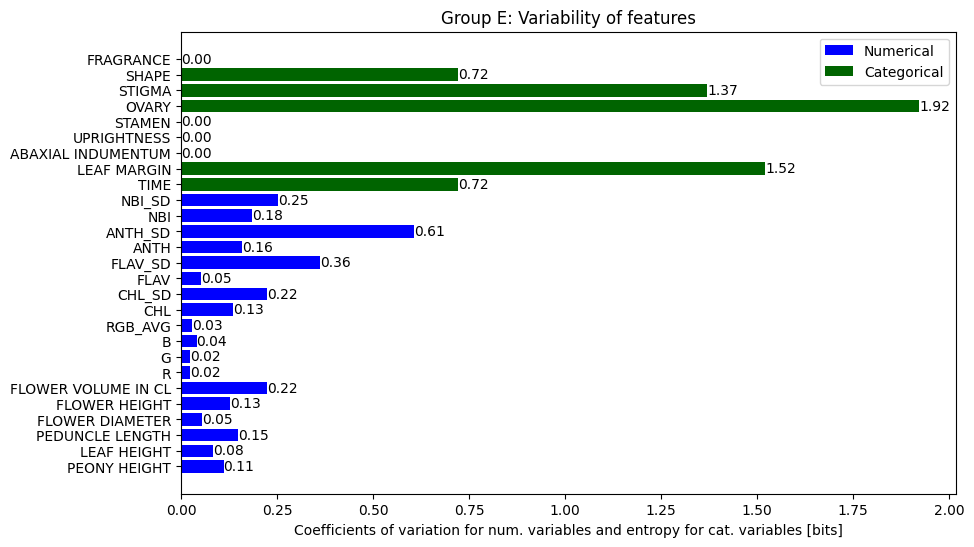 Group E: Variability of features
Numerical
Categorical
FRAGRANCE 0.00
SHAPE 0.72
STIGMA 1.37
OVARY 1.92
STAMEN 0.00
UPRIGHTNESS 0.00
ABAXIAL INDUMENTUM 0.00
LEAF MARGIN 1.52
TIME 0.72
NBI_SD 0.25
NBI 0.18
ANTH_SD 0.61
ANTH 0.16
FLAV_SD 0.36
FLAV 0.05
CHL_SD 0.22
CHL 0.13
RGB_AVG 0.03
B 0.04
G 0.02
R 0.02
FLOWER VOLUME IN CL 0.22
FLOWER HEIGHT 0.13
FLOWER DIAMETER 0.05
PEDUNCLE LENGTH 0.15
LEAF HEIGHT 0.08
PEONY HEIGHT 0.11
0.00 0.25 0.50 0.75 1.00 1.25 1.50 1.75 2.00
Coefficients of variation for num. variables and entropy for cat. variables [bits]